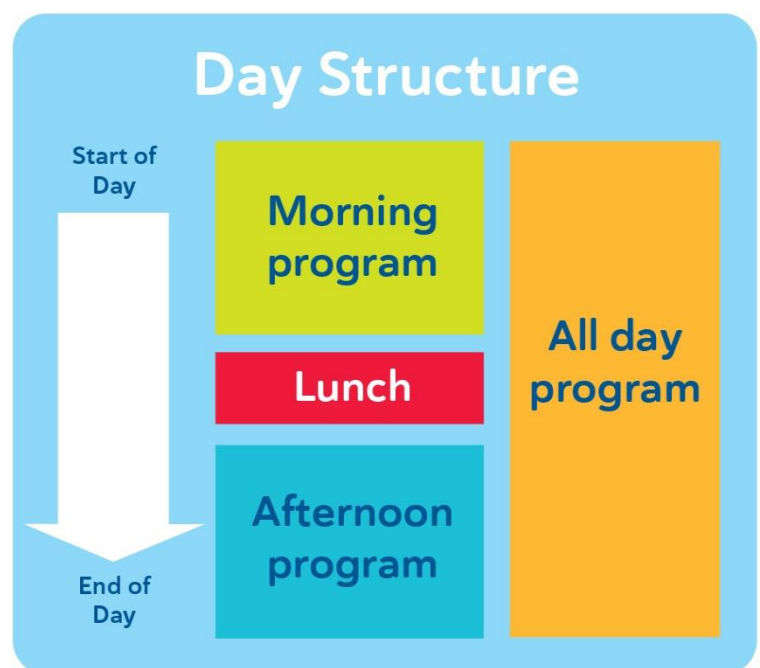 Day Structure
Start of
Day
Morning
program
Lunch
Afternoon
program
All day
program
End of
Day